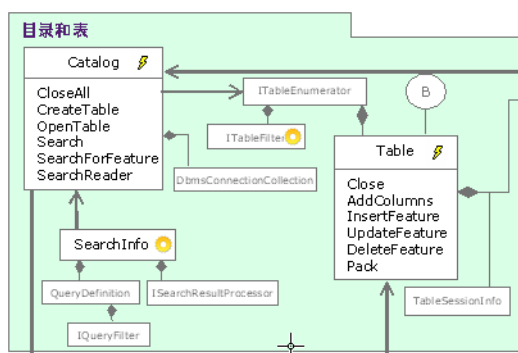 目录和表
Catalog
CloseAll
CreateTable
OpenTable
Search
SearchForFeature
SearchReader
ITableEnumerator
B
ITableFilter
DbmsConnectionCollection
Table
Close
AddColumns
InsertFeature
UpdateFeature
DeleteFeature
Pack
SearchInfo
QueryDefinition
ISearchResultProcessor
IQueryFilter
TableSessionInfo